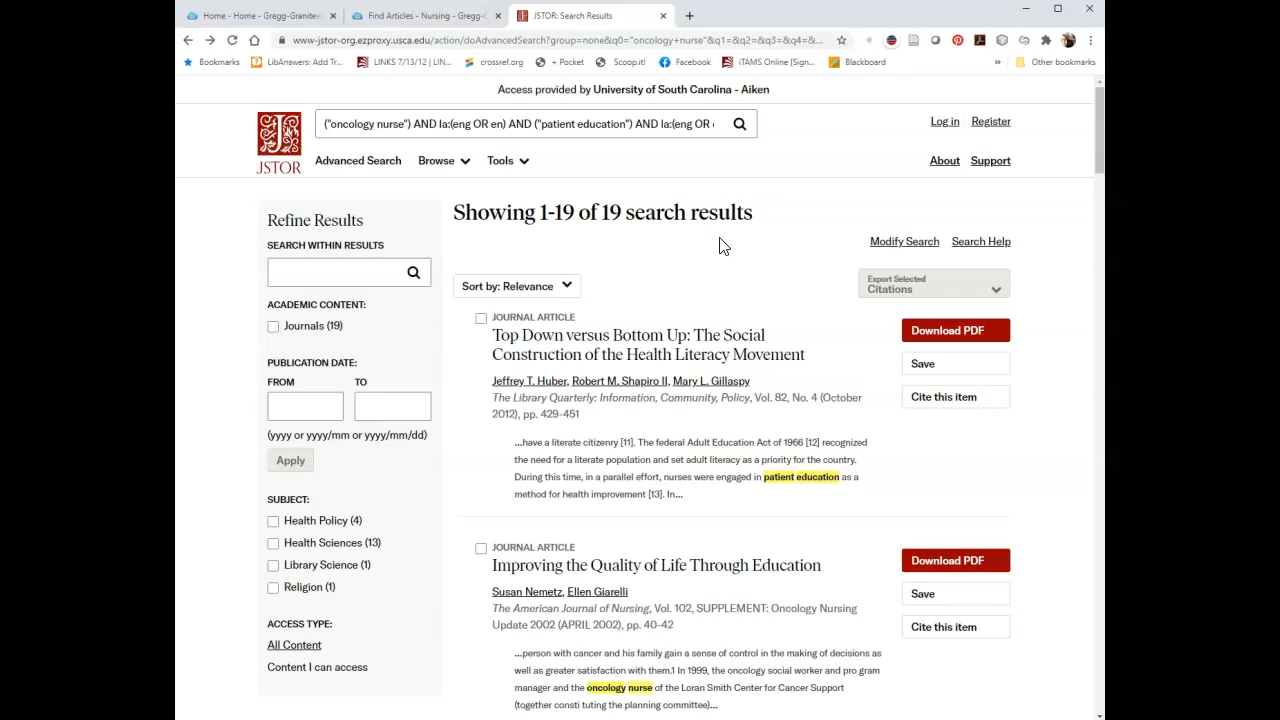 Home - Home - Gregg-Granitev
Find Articles - Nursing - Gregg-G
JSTOR: Search Results
www-jstor-org.ezproxy.usca.edu/action/doAdvancedSearch?group=none&q0="oncology+nurse"&q1=&q2=&q3=&q4=&...
Bookmarks
LibAnswers: Add Tr...
LINKS 7/13/12 | LIN...
crossref.org
+ Pocket
Scoop.it!
Facebook
iTAMS Online [Sign...
Blackboard
»
Other bookmarks
Access provided by University of South Carolina - Aiken
JSTOR
("oncology nurse") AND la:(eng OR en) AND ("patient education") AND la:(eng OR
Log in
Register
Advanced Search
Browse
Tools
About
Support
Refine Results
SEARCH WITHIN RESULTS
ACADEMIC CONTENT:
Journals (19)
PUBLICATION DATE:
FROM
TO
(yyyy or yyyy/mm or yyyy/mm/dd)
Apply
SUBJECT:
Health Policy (4)
Health Sciences (13)
Library Science (1)
Religion (1)
ACCESS TYPE:
All Content
Content I can access
Showing 1-19 of 19 search results
Modify Search
Search Help
Sort by: Relevance
Export Selected
Citations
JOURNAL ARTICLE
Top Down versus Bottom Up: The Social
Construction of the Health Literacy Movement
Jeffrey T. Huber, Robert M. Shapiro II, Mary L. Gillaspy
The Library Quarterly: Information, Community, Policy, Vol. 82, No. 4 (October
2012), pp. 429-451
...have a literate citizenry [11]. The federal Adult Education Act of 1966 [12] recognized
the need for a literate population and set adult literacy as a priority for the country.
During this time, in a parallel effort, nurses were engaged in patient education as a
method for health improvement [13]. In...
Download PDF
Save
Cite this item
JOURNAL ARTICLE
Improving the Quality of Life Through Education
Susan Nemetz, Ellen Giarelli
The American Journal of Nursing, Vol. 102, SUPPLEMENT: Oncology Nursing
Update 2002 (APRIL 2002), pp. 40-42
...person with cancer and his family gain a sense of control in the making of decisions as
well as greater satisfaction with them.1 In 1999, the oncology social worker and pro gram
manager and the oncology nurse of the Loran Smith Center for Cancer Support
(together consti tuting the planning committee)...
Download PDF
Save
Cite this item